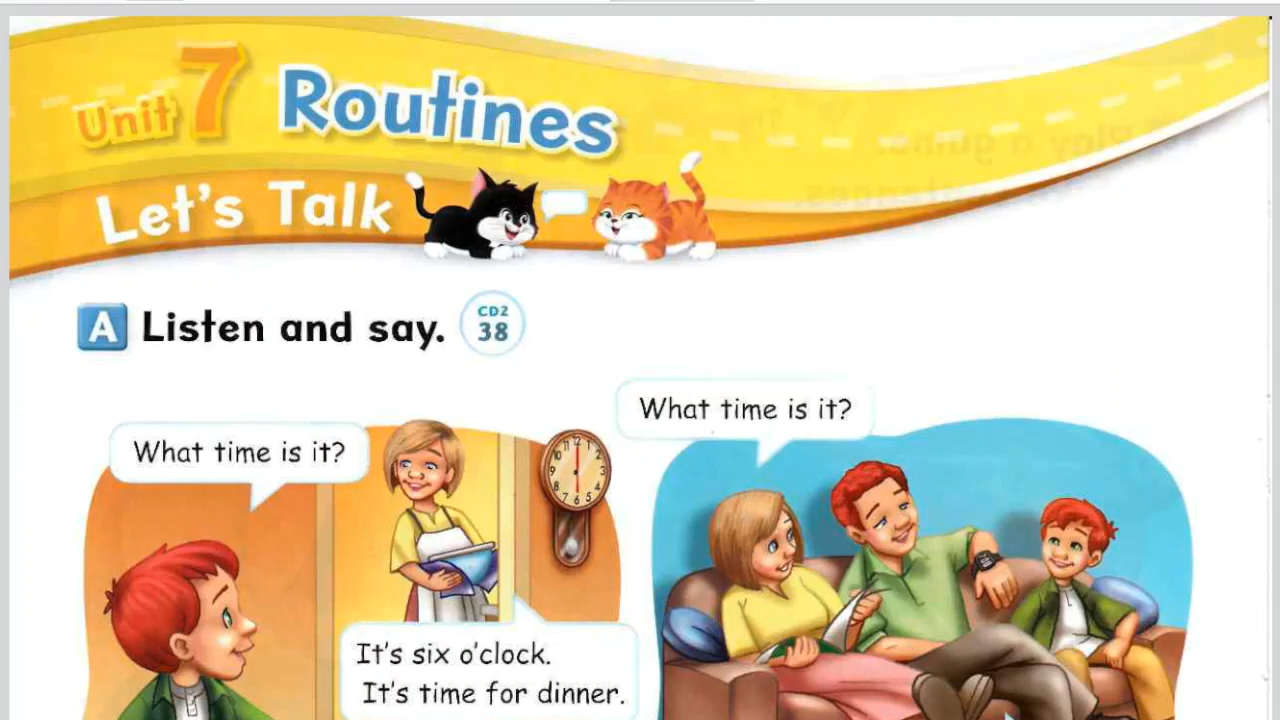 Unit 7 Routines
Let's Talk
A Listen and say. CD2 38
What time is it?
It's six o'clock.
It's time for dinner.
What time is it?